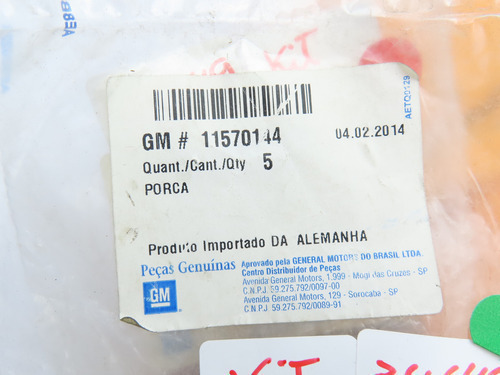 KIT
GM # 11570144 04.02.2014
Quant./Cant./Qty 5
PORCA
AETO20129
Produto Importado DA ALEMANHA
Peças Genuínas
GM
Aprovado pela GENERAL MOTORS DO BRASIL LTDA.
Centro Distribuidor de Peças
Avenida General Motors, 1.999 - Mogi das Cruzes - SP
C.N.P.J. 59.275.792/0097-00
Avenida General Motors, 129 - Sorocaba - SP
C.N.P.J. 59.275.792/0089-91
KIT